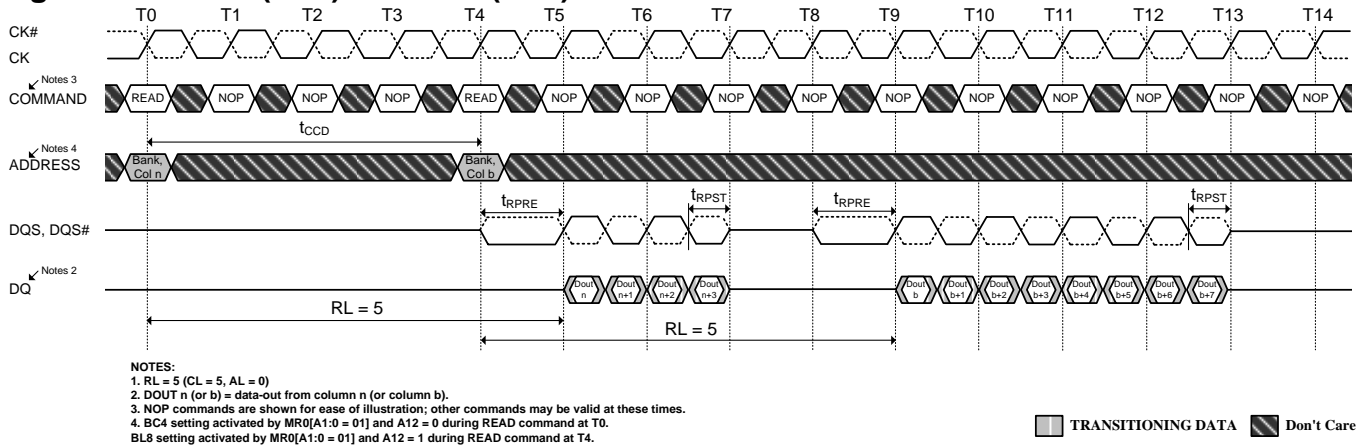 T0 T1 T2 T3 T4 T5 T6 T7 T8 T9 T10 T11 T12 T13 T14
CK#
CK
Notes 3
COMMAND READ NOP NOP NOP READ NOP NOP NOP NOP NOP NOP NOP NOP NOP NOP
tCCD
Notes 4
ADDRESS Bank, Col n Bank, Col b
tRPRE tRPST tRPRE tRPST
DQS, DQS#
Notes 2
DQ Dout n Dout n+1 Dout n+2 Dout n+3 Dout b Dout b+1 Dout b+2 Dout b+3 Dout b+4 Dout b+5 Dout b+6 Dout b+7
RL = 5
RL = 5
NOTES:
1. RL = 5 (CL = 5, AL = 0)
2. DOUT n (or b) = data-out from column n (or column b).
3. NOP commands are shown for ease of illustration; other commands may be valid at these times.
4. BC4 setting activated by MR0[A1:0 = 01] and A12 = 0 during READ command at T0.
BL8 setting activated by MR0[A1:0 = 01] and A12 = 1 during READ command at T4.
TRANSITIONING DATA Don't Care